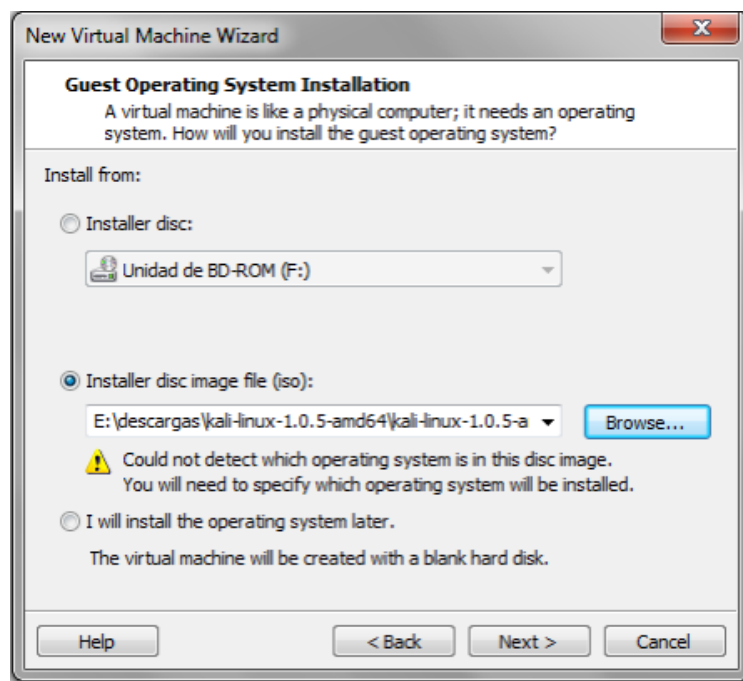 New Virtual Machine Wizard
Guest Operating System Installation
A virtual machine is like a physical computer; it needs an operating
system. How will you install the guest operating system?
Install from:
Installer disc:
Unidad de BD-ROM (F:)
Installer disc image file (iso):
E:\descargas\kali-linux-1.0.5-amd64\kali-linux-1.0.5-a Browse...
Could not detect which operating system is in this disc image.
You will need to specify which operating system will be installed.
I will install the operating system later.
The virtual machine will be created with a blank hard disk.
Help < Back Next > Cancel